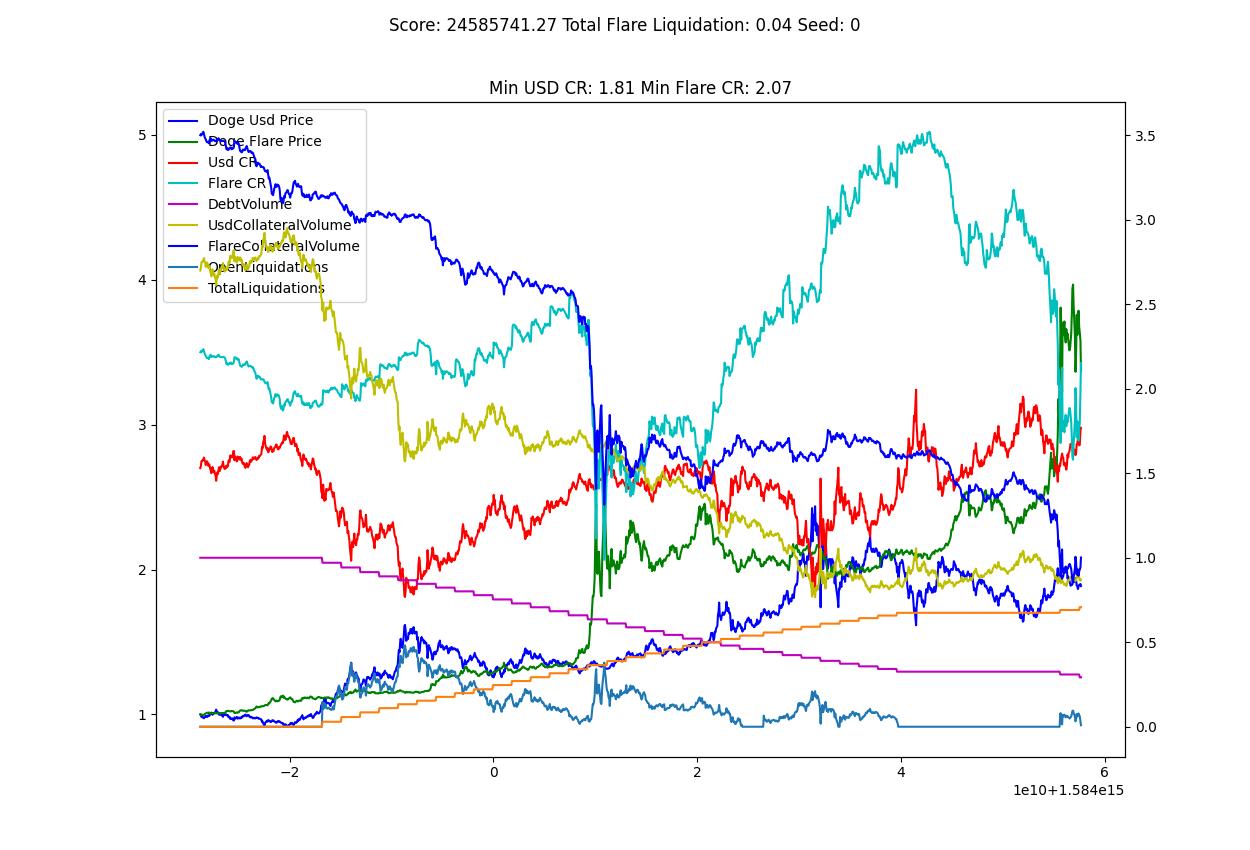 Score: 24585741.27 Total Flare Liquidation: 0.04 Seed: 0
Min USD CR: 1.81 Min Flare CR: 2.07
Doge Usd Price
Doge Flare Price
Usd CR
Flare CR
DebtVolume
UsdCollateralVolume
FlareCollateralVolume
OpenLiquidations
TotalLiquidations
5
4
3
2
1
3.5
3.0
2.5
2.0
1.5
1.0
0.5
0.0
−2
0
2
4
6
1e10+1.584e15